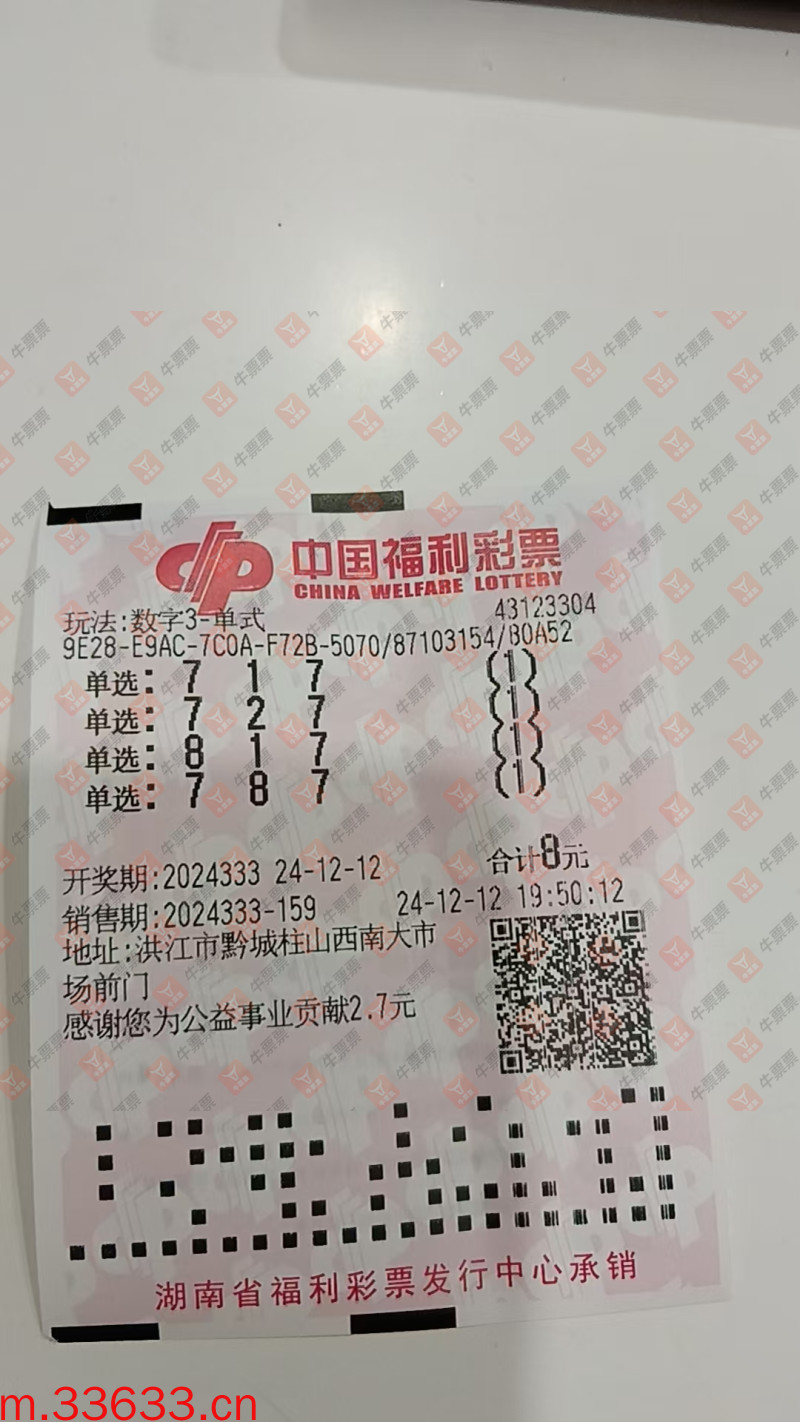 中国福利彩票
CHINA WELFARE LOTTERY
玩法:数字3-单式 43123304
9E28-E9AC-7C0A-F72B-5070/87103154/80A52
单选: 7 1 7 (1)
单选: 7 2 7 (1)
单选: 8 1 7 (1)
单选: 7 8 7 (1)
合计8元
开奖期:2024333 24-12-12
销售期:2024333-159 24-12-12 19:50:12
地址:洪江市黔城柱山西南大市
场前门
感谢您为公益事业贡献2.7元
湖南省福利彩票发行中心承销
牛票票
m.33633.cn